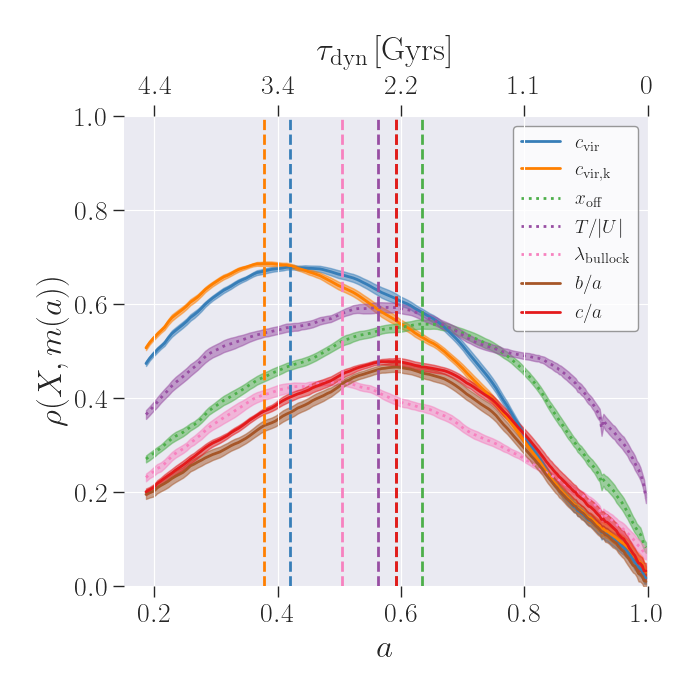 τdyn [Gyrs]
4.4 3.4 2.2 1.1 0
1.0
0.8
0.6
0.4
0.2
0.0
ρ(X, m(a))
cvir
cvir,k
xoff
T/|U|
λbullock
b/a
c/a
0.2 0.4 0.6 0.8 1.0
a